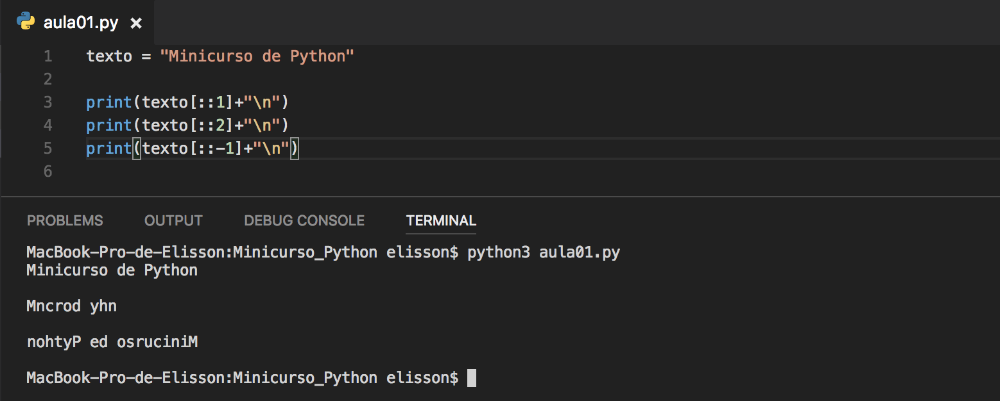 aula01.py ×
1 texto = "Minicurso de Python"
2
3 print(texto[::1]+"\n")
4 print(texto[::2]+"\n")
5 print(texto[::-1]+"\n")
6
PROBLEMS OUTPUT DEBUG CONSOLE TERMINAL
MacBook-Pro-de-Elisson:Minicurso_Python elisson$ python3 aula01.py
Minicurso de Python
Mncrod yhn
nohtyP ed osruciniM
MacBook-Pro-de-Elisson:Minicurso_Python elisson$